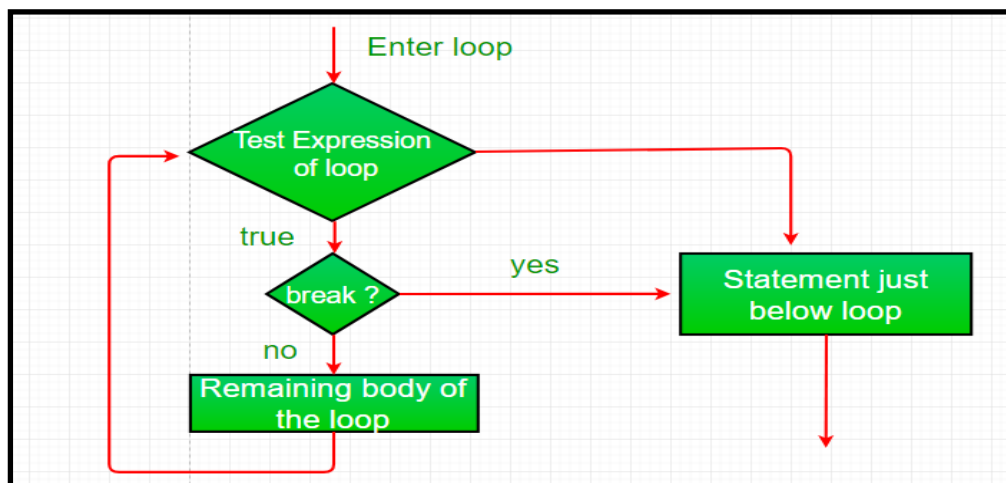 Enter loop
Test Expression
of loop
true
break ?
yes
Statement just
below loop
no
Remaining body of
the loop